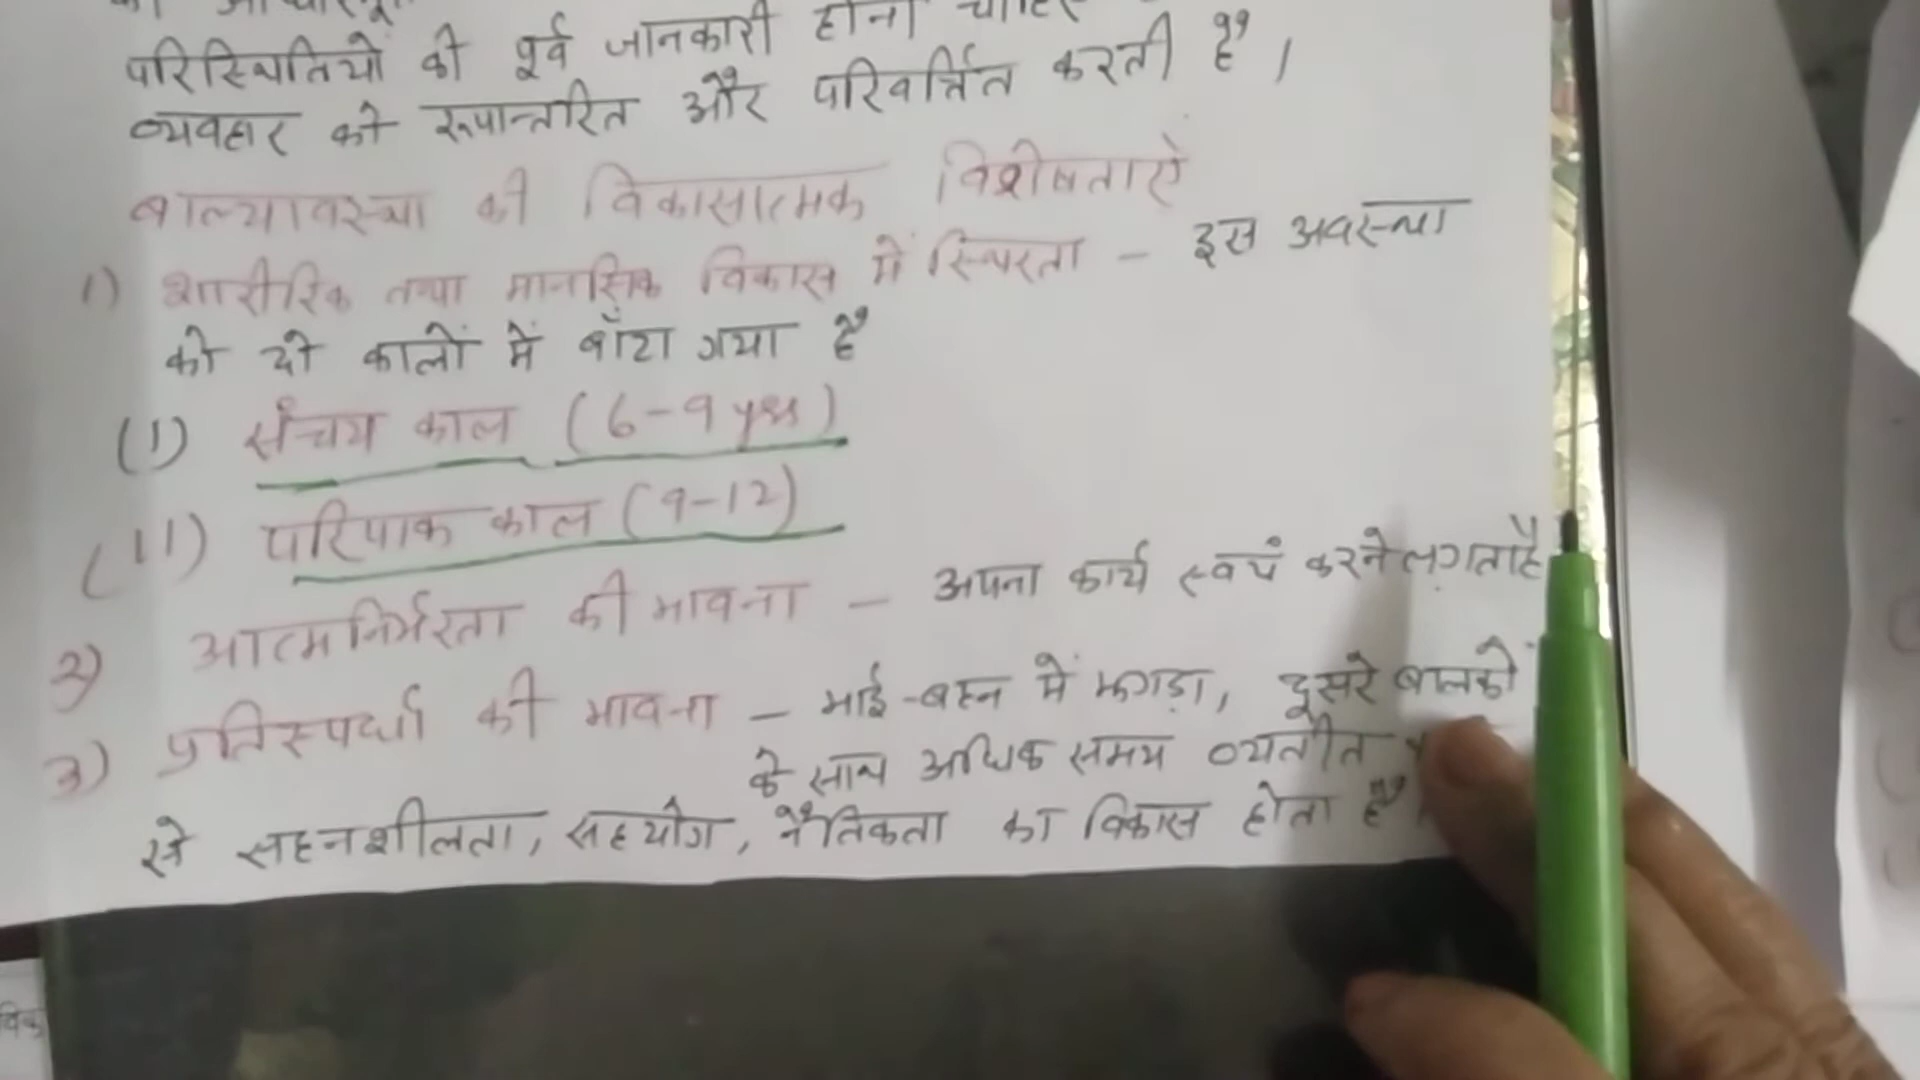 परिस्थितियों की पूर्व जानकारी होना चाहिए
व्यवहार को रूपान्तरित और परिवर्त्तित करती है।
बाल्यावस्था की विकासात्मक विशेषताऐं
1) शारीरिक तथा मानसिक विकास में स्थिरता - इस अवस्था
को दो कालों में बाँटा गया है
(1) संचय काल (6-9 yrs)
(11) परिपाक काल (9-12)
2) आत्मनिर्भरता की भावना - अपना कार्य स्वयं करने लगता है
3) प्रतिस्पर्धा की भावना - भाई-बहन में झगड़ा, दूसरे बालकों
के साथ अधिक समय व्यतीत
से सहनशीलता, सहयोग, नैतिकता का विकास होता है